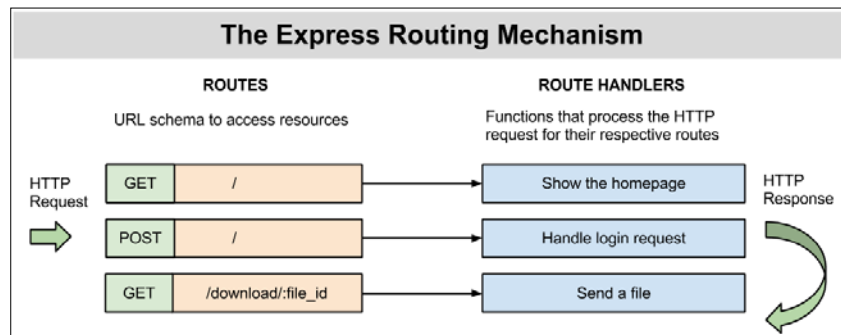 The Express Routing Mechanism
ROUTES
URL schema to access resources
ROUTE HANDLERS
Functions that process the HTTP
request for their respective routes
HTTP
Request
GET /
Show the homepage
POST /
Handle login request
GET /download/:file_id
Send a file
HTTP
Response